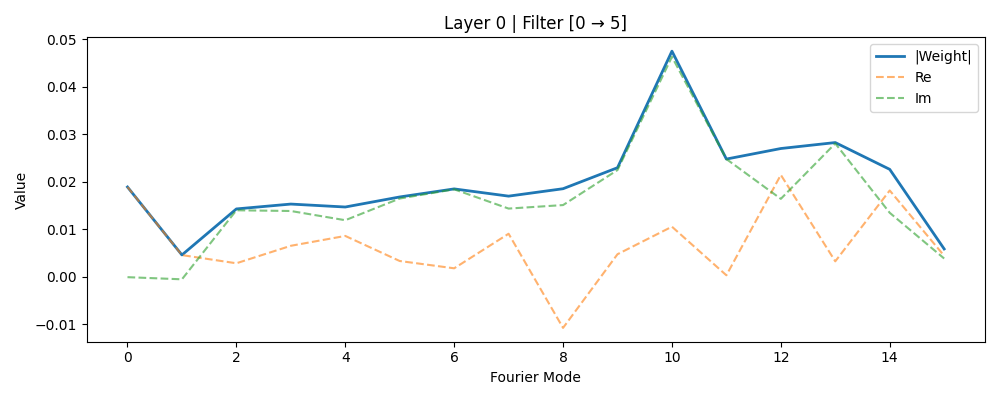 Layer 0 | Filter [0 → 5]
0.05
0.04
0.03
0.02
0.01
0.00
−0.01
Value
|Weight|
Re
Im
0 2 4 6 8 10 12 14
Fourier Mode